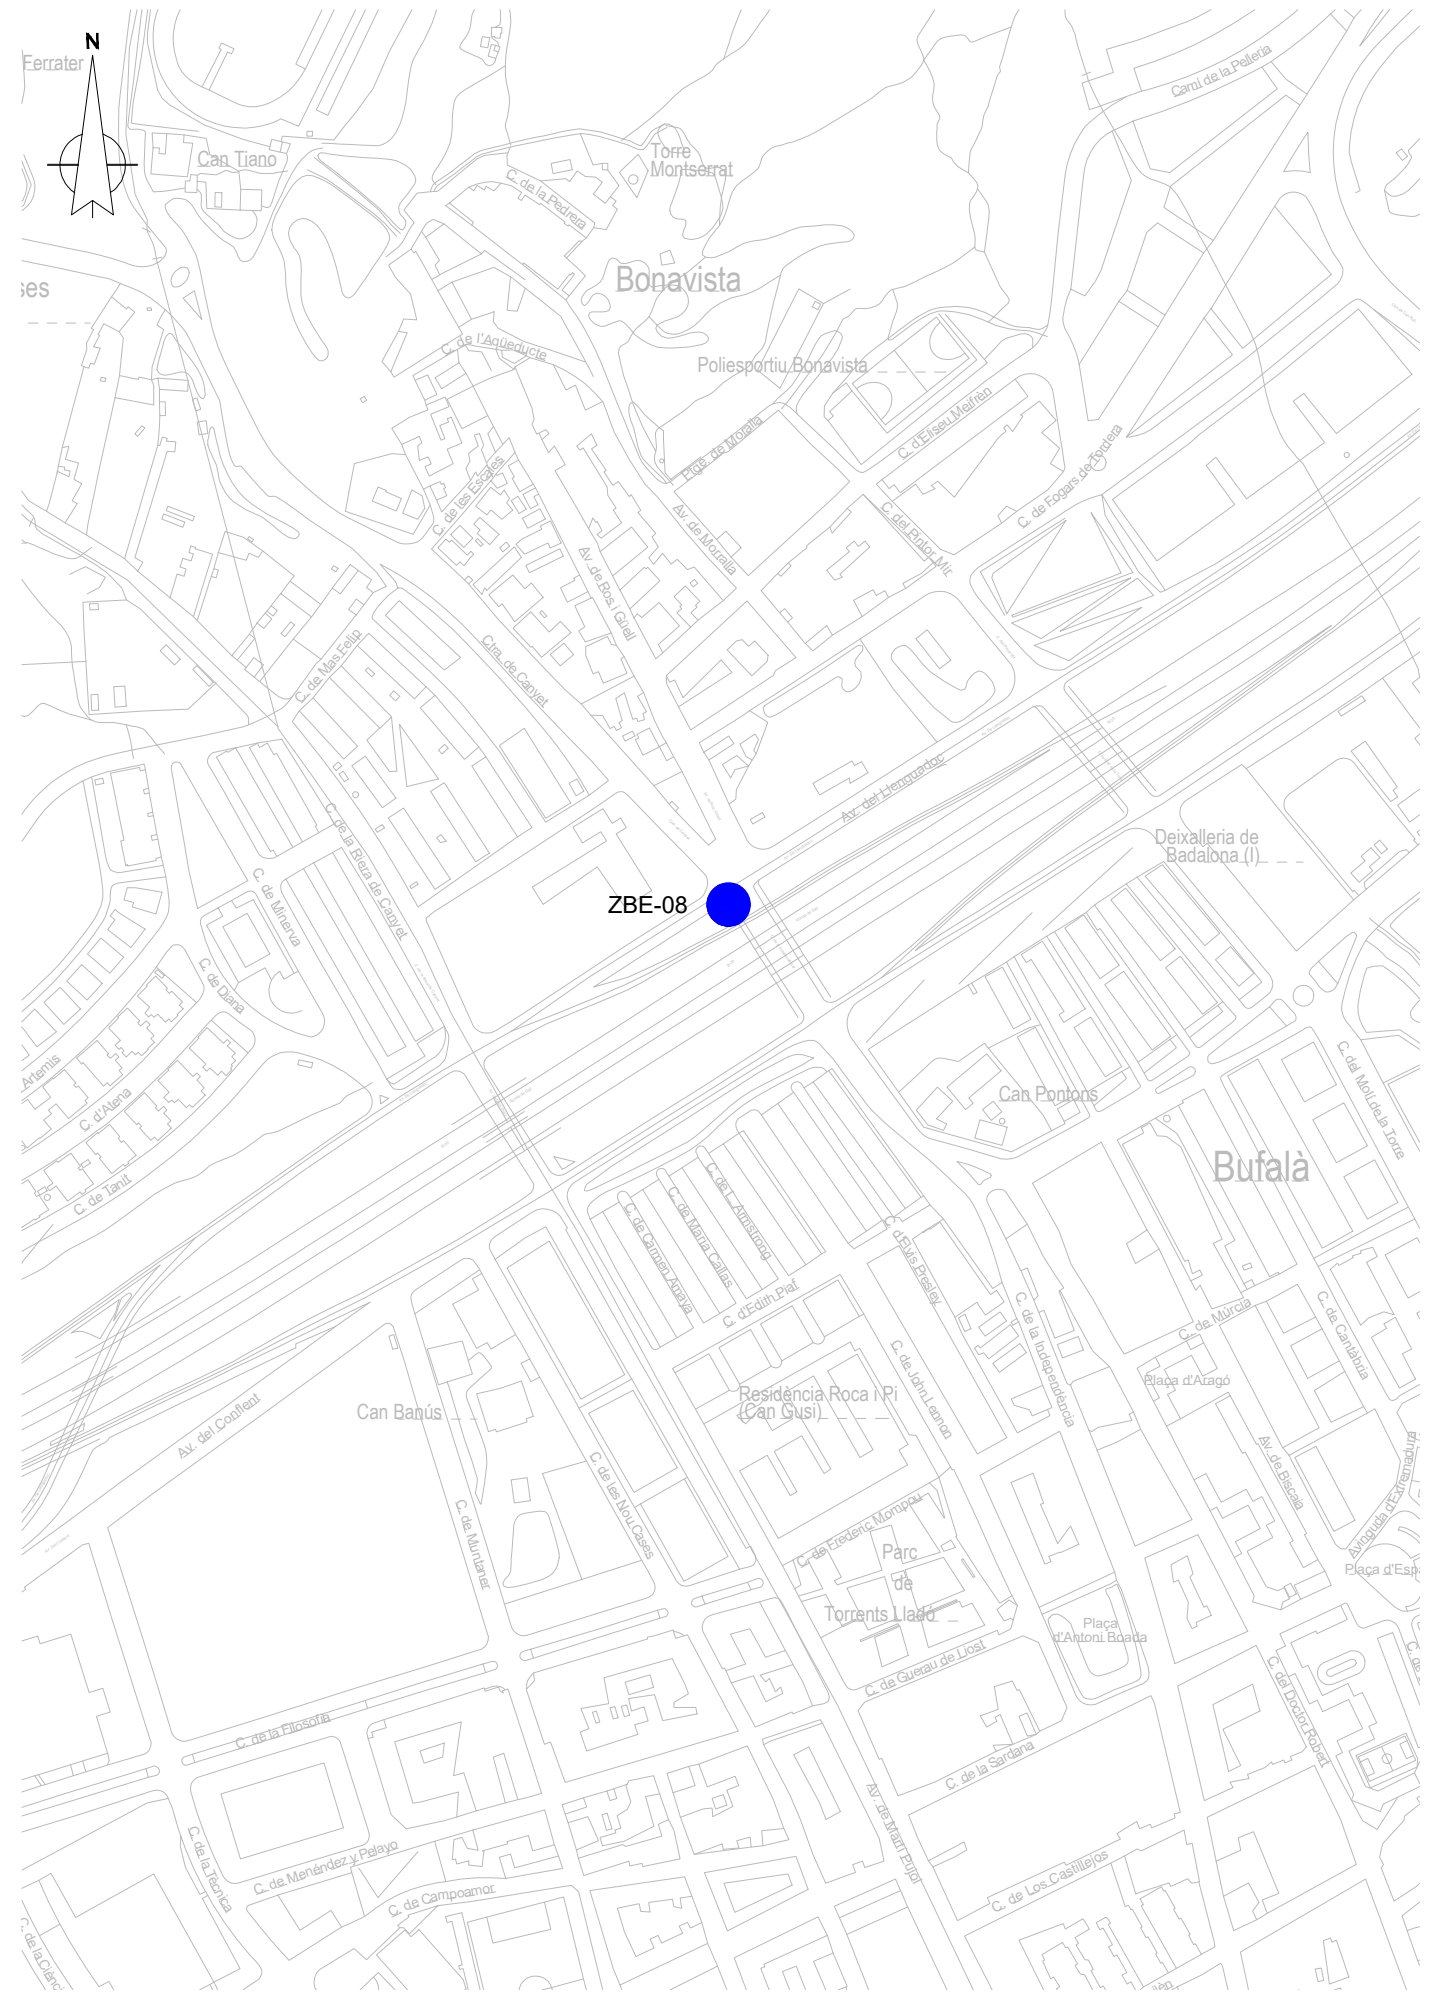 N
Ferrater
Camí de la Pelleria
Can Tiano
Torre
Montserrat
C. de la Pedrera
Bonavista
ses
C. de l'Aqüeducte
Poliesportiu Bonavista
C. d'Eliseu Meifrèn
Ptge. de Moralla
C. de Fogars de Tordera
C. de les Escales
Av. de Morralla
C. del Pintor Mir
Av. de Ros i Güell
C. de Mas Felip
Ctra. de Canyet
Av. del Llenguadoc
C. de la Riera de Canyet
Deixalleria de
Badalona (I)
C. de Minerva
ZBE-08
C. de Diana
Artemis
C. d'Atena
Can Pontons
C. del Molí de la Torre
Bufalà
C. de Tanit
C. de L. Armstrong
C. de Maria Callas
C. de Carmen Amaya
C. d'Elvis Presley
C. d'Edith Piaf
C. de la Independència
C. de Múrcia
C. de Cantàbria
C. de John Lennon
Plaça d'Aragó
Residència Roca i Pi
(Can Gusi)
Can Banús
Av. del Conflent
Av. de Biscaia
Avinguda d'Extremadura
C. de les Nou Cases
C. de Muntaner
C. de Frederic Mompou
Parc
de
Torrents Lladó
Plaça d'Esp
Plaça
d'Antoni Boada
C. de Guerau de Liost
C. del Doctor Robert
C. de la Filosofia
C. de la Sardana
Av. de Martí Pujol
C. de la Tècnica
C. de Menéndez y Pelayo
C. de Campoamor
C. de Los Castillejos
C. de la Ciènci